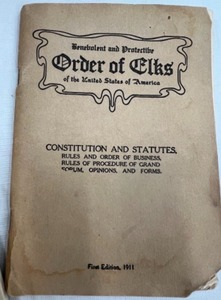 Benevolent and Protective
Order of Elks
of the United States of America
CONSTITUTION AND STATUTES,
RULES AND ORDER OF BUSINESS,
RULES OF PROCEDURE OF GRAND
FORUM, OPINIONS, AND FORMS.
First Edition, 1911